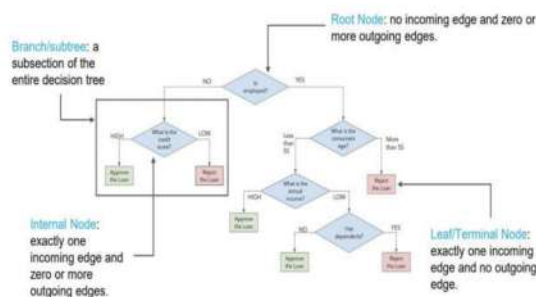 Root Node: no incoming edge and zero or
more outgoing edges.
Branch/subtree: a
subsection of the
entire decision tree
NO
Is
employed?
YES
HIGH
What is the
credit
score?
LOW
Approve
the Loan
Reject
the Loan
Less
than
55
What is the
consumers
age?
More
than 55
Reject
the Loan
HIGH
What is the
annual
income?
LOW
Approve
the Loan
NO
Has
dependents?
YES
Approve
the Loan
Reject
the Loan
Internal Node:
exactly one
incoming edge and
zero or more
outgoing edges.
Leaf/Terminal Node:
exactly one incoming
edge and no outgoing
edge.